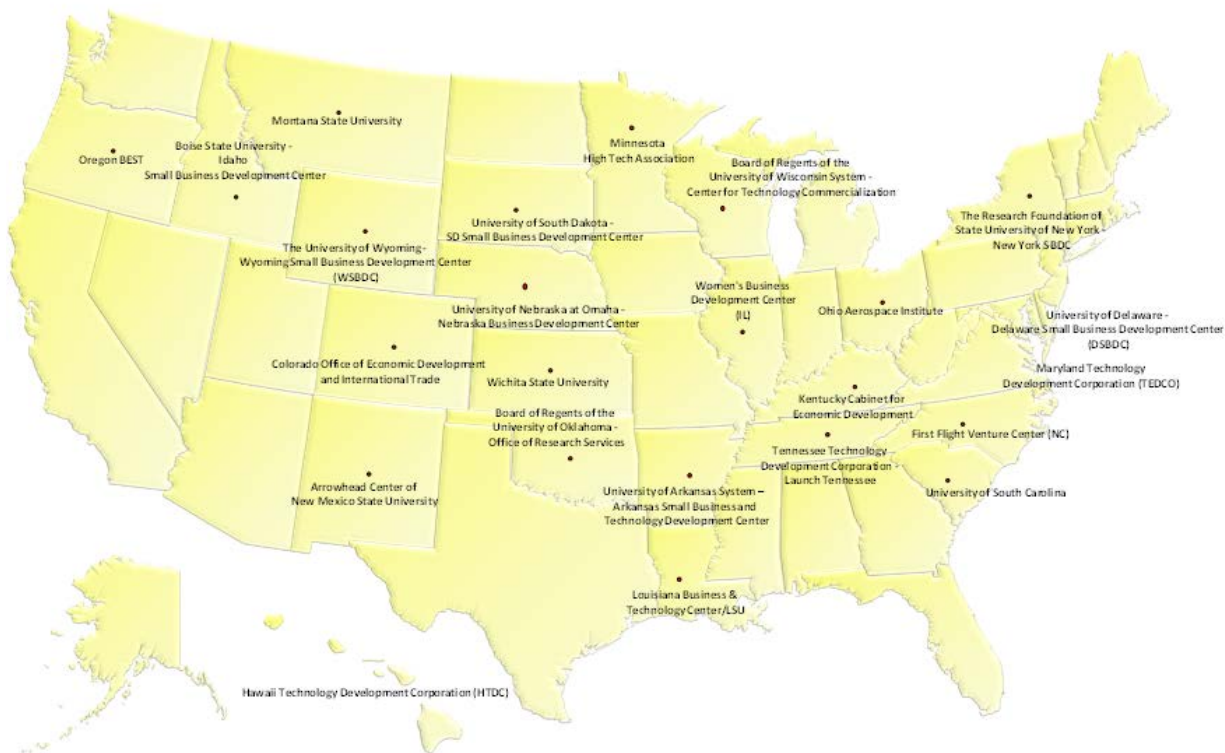 Montana State University
Oregon BEST
Boise State University -
Idaho
Small Business Development Center
Minnesota
High Tech Association
Board of Regents of the
University of Wisconsin System -
Center for Technology Commercialization
The Research Foundation of
State University of New York -
New York SBDC
University of South Dakota -
SD Small Business Development Center
The University of Wyoming-
Wyoming Small Business Development Center
(WSBDC)
University of Nebraska at Omaha -
Nebraska Business Development Center
Women's Business
Development Center
(IL)
Ohio Aerospace Institute
University of Delaware -
Delaware Small Business Development Center
(DSBDC)
Maryland Technology
Development Corporation (TEDCO)
Colorado Office of Economic Development
and International Trade
Wichita State University
Kentucky Cabinet for
Economic Development
Board of Regents of the
University of Oklahoma -
Office of Research Services
First Flight Venture Center (NC)
Tennessee Technology
Development Corporation -
Launch Tennessee
Arrowhead Center of
New Mexico State University
University of Arkansas System –
Arkansas Small Business and
Technology Development Center
University of South Carolina
Louisiana Business &
Technology Center/LSU
Hawaii Technology Development Corporation (HTDC)